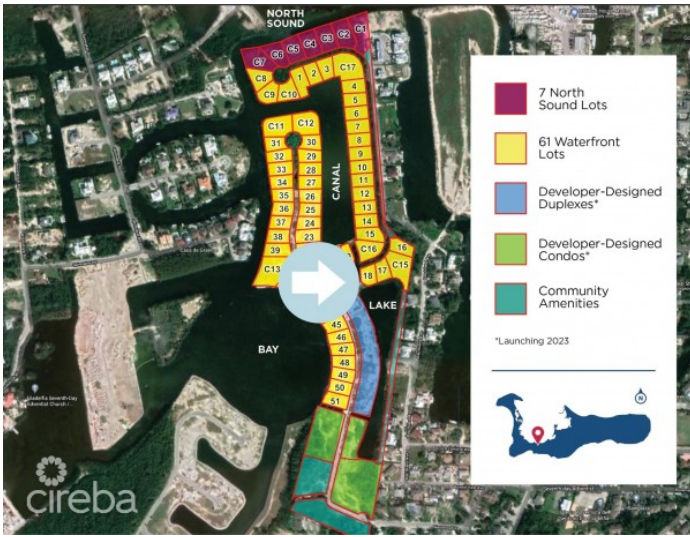 NORTH
SOUND
C7
C6
C5
C4
C3
C2
C1
C8
C9
C10
1
2
3
C17
4
5
6
7
8
9
10
11
12
13
14
15
C16
16
C15
17
18
C11
C12
31
30
32
29
33
28
34
27
35
26
36
25
37
24
38
23
39
C13
CANAL
LAKE
BAY
45
46
47
48
49
50
51
7 North
Sound Lots
61 Waterfront
Lots
Developer-Designed
Duplexes*
Developer-Designed
Condos*
Community
Amenities
*Launching 2023
N
cireba